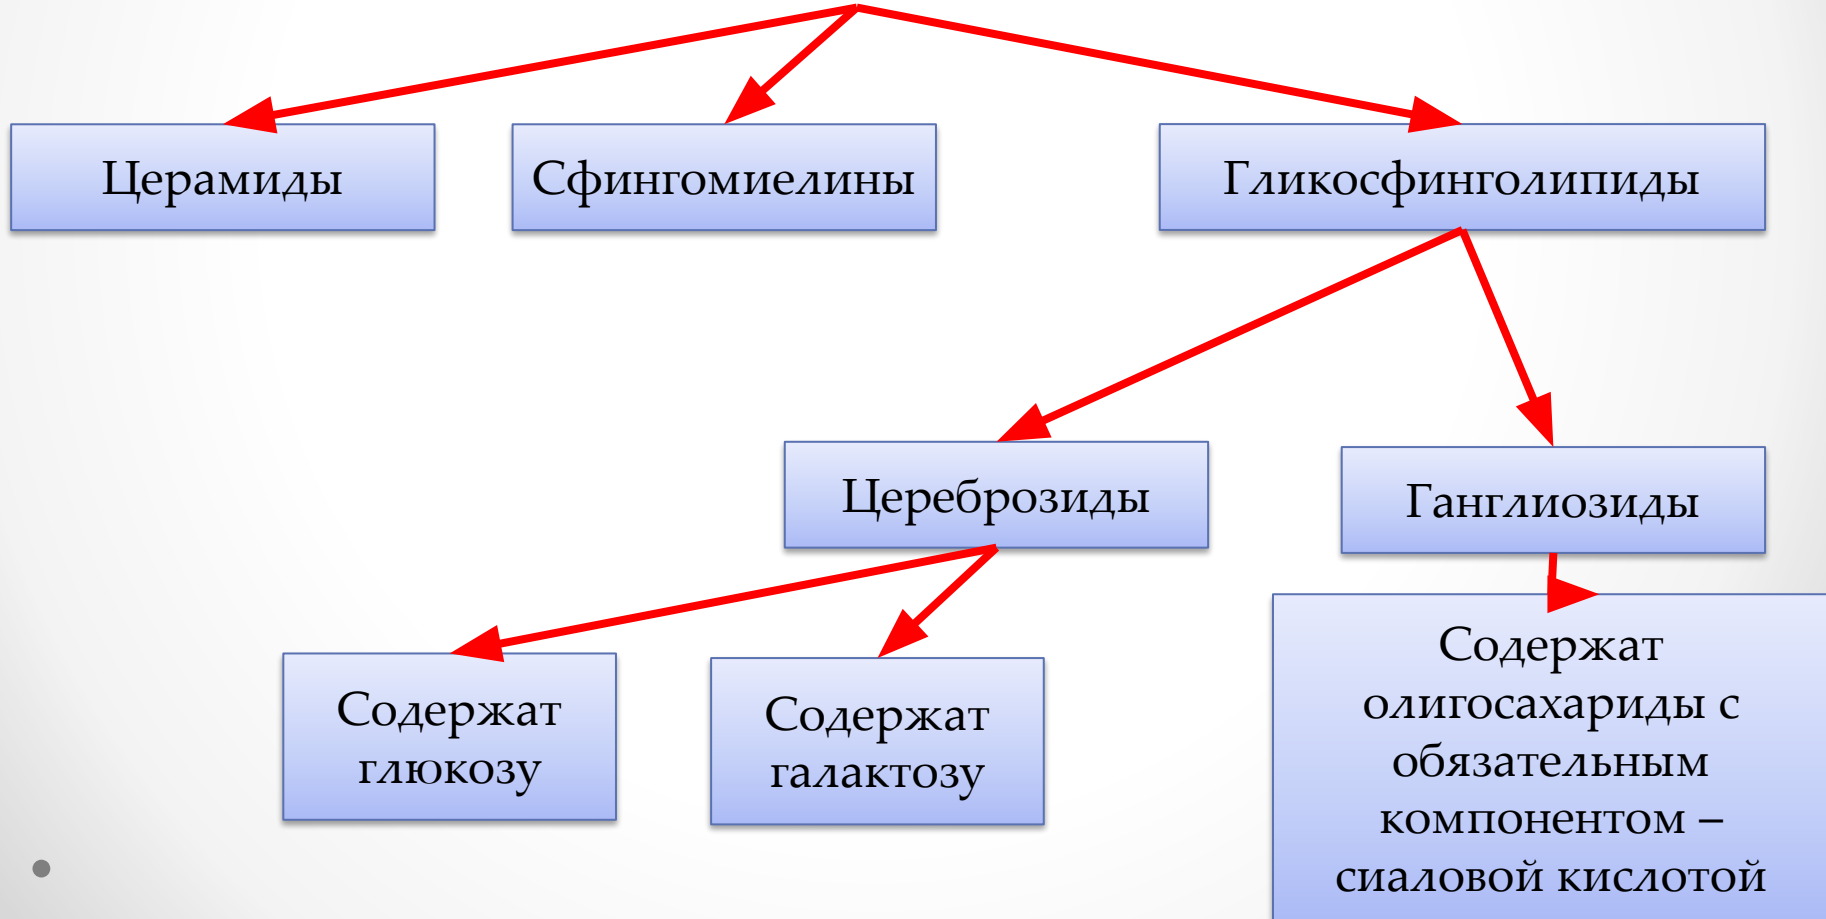 Церамиды
Сфингомиелины
Гликосфинголипиды
Цереброзиды
Ганглиозиды
Содержат
глюкозу
Содержат
галактозу
Содержат
олигосахариды с
обязательным
компонентом –
сиаловой кислотой